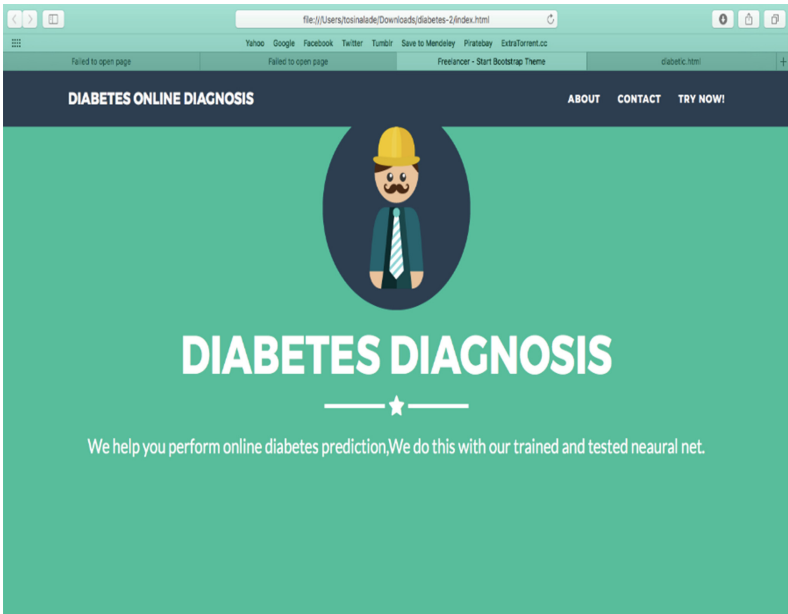 file:///Users/tosinalade/Downloads/diabetes-2/index.html
Yahoo Google Facebook Twitter Tumblr Save to Mendeley Piratebay ExtraTorrent.cc
Failed to open page Failed to open page Freelancer - Start Bootstrap Theme diabetic.html +
DIABETES ONLINE DIAGNOSIS ABOUT CONTACT TRY NOW!
DIABETES DIAGNOSIS
We help you perform online diabetes prediction,We do this with our trained and tested neaural net.